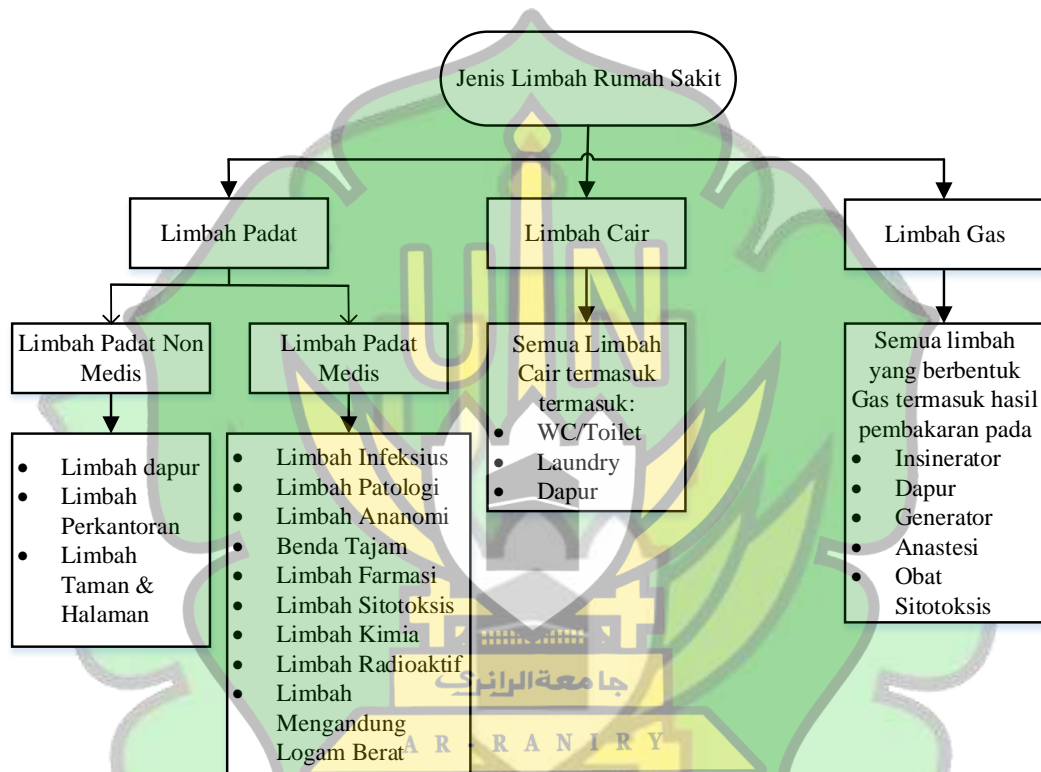 Jenis Limbah Rumah Sakit
Limbah Padat
Limbah Cair
Limbah Gas
Limbah Padat Non
Medis
Limbah Padat
Medis
Semua Limbah
Cair termasuk
termasuk:
• WC/Toilet
• Laundry
• Dapur
Semua limbah
yang berbentuk
Gas termasuk hasil
pembakaran pada
• Insinerator
• Dapur
• Generator
• Anastesi
• Obat
Sitotoksis
• Limbah dapur
• Limbah
Perkantoran
• Limbah
Taman &
Halaman
• Limbah Infeksius
• Limbah Patologi
• Limbah Ananomi
• Benda Tajam
• Limbah Farmasi
• Limbah Sitotoksis
• Limbah Kimia
• Limbah Radioaktif
• Limbah
Mengandung
Logam Berat
UIN
جامعة الرانري
AR-RANIRY